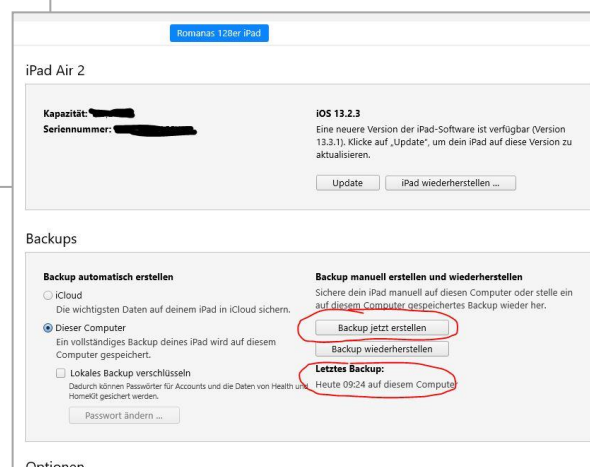 Romanas 128er iPad
iPad Air 2
Kapazität:
Seriennummer:
iOS 13.2.3
Eine neuere Version der iPad-Software ist verfügbar (Version
13.3.1). Klicke auf „Update“, um dein iPad auf diese Version zu
aktualisieren.
Update
iPad wiederherstellen ...
Backups
Backup automatisch erstellen
iCloud
Die wichtigsten Daten auf deinem iPad in iCloud sichern.
Dieser Computer
Ein vollständiges Backup deines iPad wird auf diesem
Computer gespeichert.
Lokales Backup verschlüsseln
Dadurch können Passwörter für Accounts und die Daten von Health und
HomeKit gesichert werden.
Passwort ändern ...
Backup manuell erstellen und wiederherstellen
Sichere dein iPad manuell auf diesen Computer oder stelle ein
auf diesem Computer gespeichertes Backup wieder her.
Backup jetzt erstellen
Backup wiederherstellen
Letztes Backup:
Heute 09:24 auf diesem Computer
Optionen